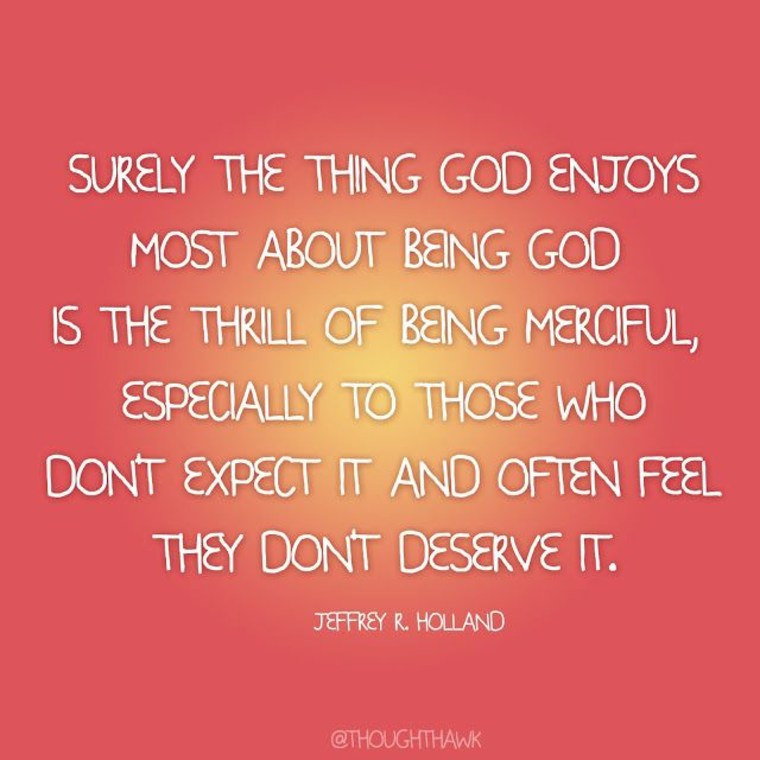 SURELY THE THING GOD ENJOYS
MOST ABOUT BEING GOD
IS THE THRILL OF BEING MERCIFUL,
ESPECIALLY TO THOSE WHO
DON'T EXPECT IT AND OFTEN FEEL
THEY DON'T DESERVE IT.
JEFFREY R. HOLLAND
@THOUGHTHAWK